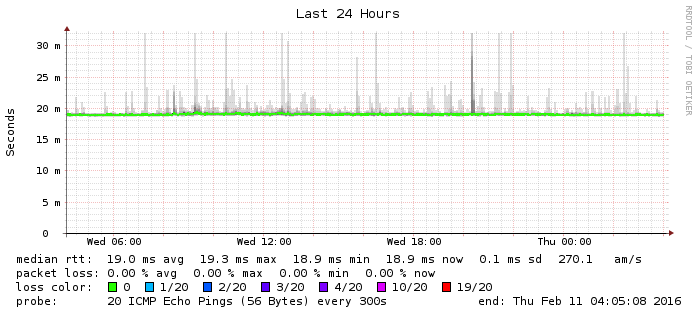 Last 24 Hours
RRDTOOL / TOBI OETIKER
Seconds
30 m
25 m
20 m
15 m
10 m
5 m
0
Wed 06:00 Wed 12:00 Wed 18:00 Thu 00:00
median rtt: 19.0 ms avg 19.3 ms max 18.9 ms min 18.9 ms now 0.1 ms sd 270.1 am/s
packet loss: 0.00 % avg 0.00 % max 0.00 % min 0.00 % now
loss color: 0 1/20 2/20 3/20 4/20 10/20 19/20
probe: 20 ICMP Echo Pings (56 Bytes) every 300s end: Thu Feb 11 04:05:08 2016